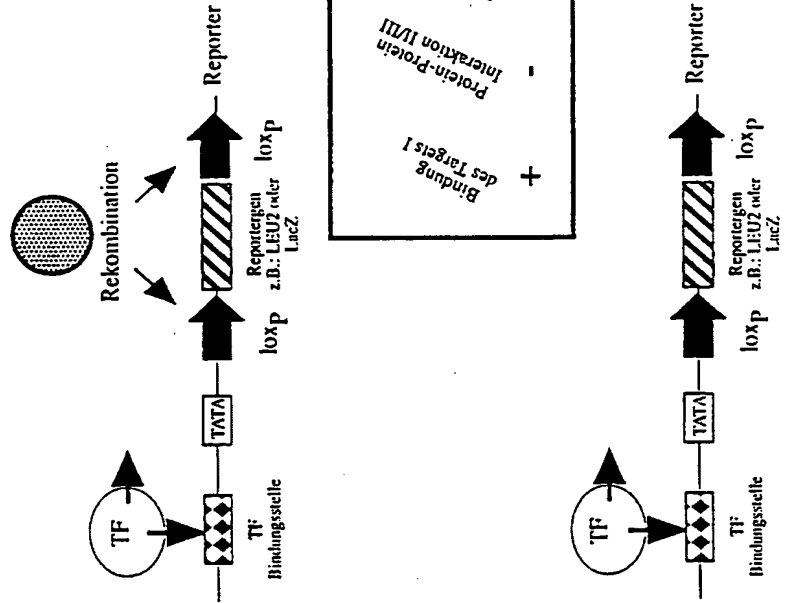 Rekombination
Reporter
TF
TATA
loxP
Reportergen
z.B.: LEU2 oder
LacZ
loxP
TF
Bindungsstelle
Bindung
des Targets I
+
Protein-Protein
Interaktion II/III
-
Reporter
TF
TATA
loxP
Reportergen
z.B.: LEU2 oder
LacZ
loxP
TF
Bindungsstelle